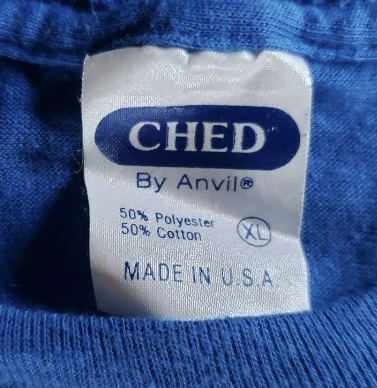 CHED
By Anvil®
50% Polyester
50% Cotton
XL
MADE IN U.S.A